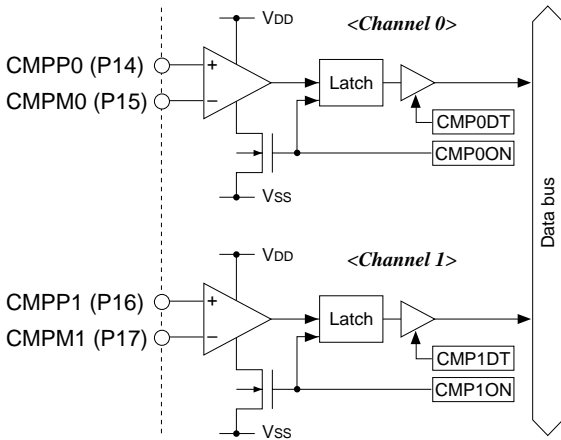 VDD
<Channel 0>
CMPP0 (P14)
+
CMPM0 (P15)
−
Latch
CMP0DT
CMP0ON
VSS
Data bus
VDD
<Channel 1>
CMPP1 (P16)
+
CMPM1 (P17)
−
Latch
CMP1DT
CMP1ON
VSS